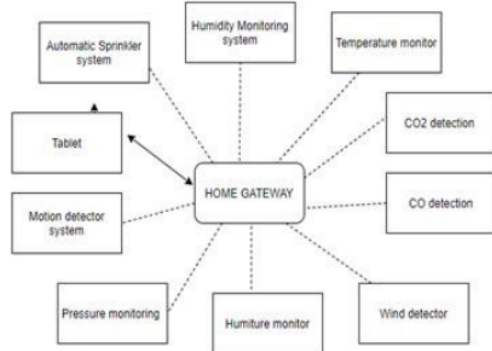 Humidity Monitoring
system
Automatic Sprinkler
system
Temperature monitor
CO2 detection
Tablet
HOME GATEWAY
CO detection
Motion detector
system
Pressure monitoring
Humiture monitor
Wind detector